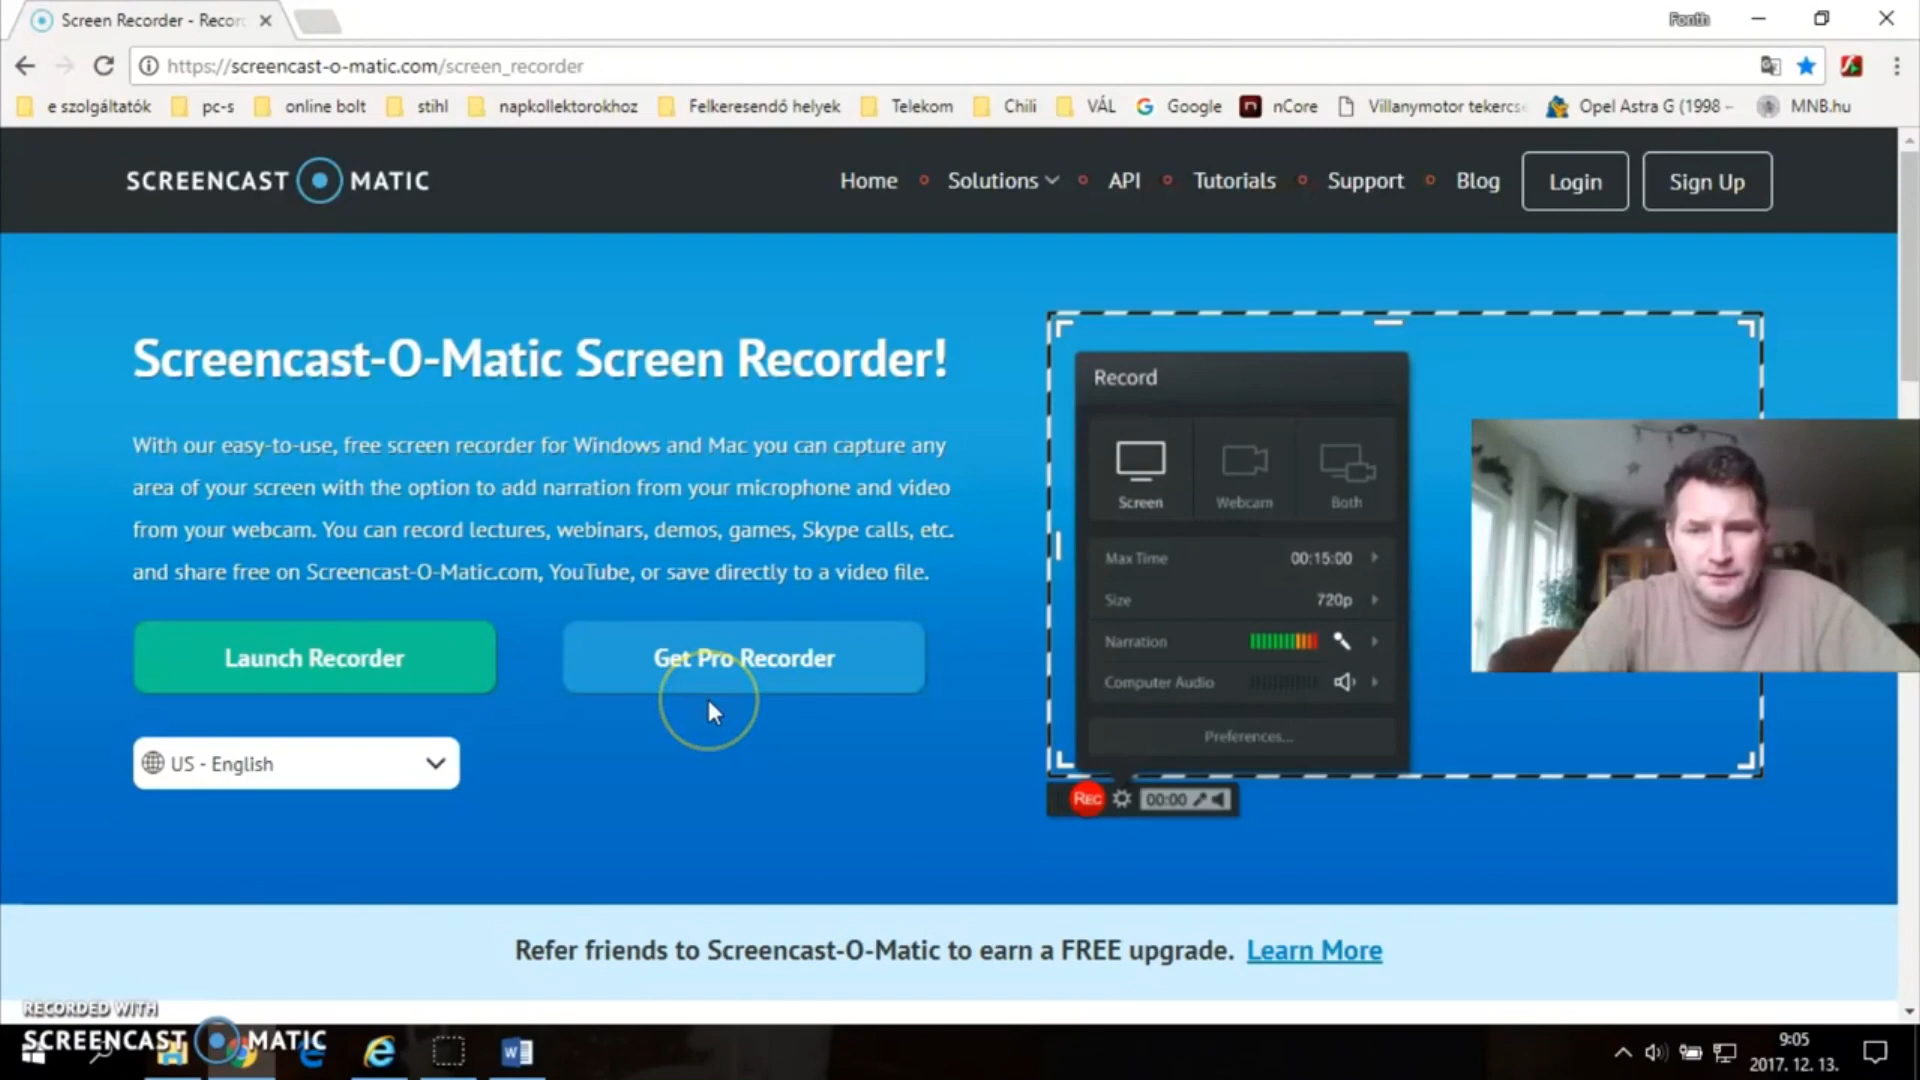 Screen Recorder - Recor
Fonth
https://screencast-o-matic.com/screen_recorder
e szolgáltatók pc-s online bolt stihl napkollektorokhoz Felkeresendő helyek Telekom Chili VÁL Google nCore Villanymotor tekercse Opel Astra G (1998 - MNB.hu
SCREENCAST MATIC
Home Solutions API Tutorials Support Blog Login Sign Up
Screencast-O-Matic Screen Recorder!
With our easy-to-use, free screen recorder for Windows and Mac you can capture any
area of your screen with the option to add narration from your microphone and video
from your webcam. You can record lectures, webinars, demos, games, Skype calls, etc.
and share free on Screencast-O-Matic.com, YouTube, or save directly to a video file.
Launch Recorder Get Pro Recorder
US - English
Record
Screen Webcam Both
Max Time 00:15:00
Size 720p
Narration
Computer Audio
Preferences...
REC 00:00
Refer friends to Screencast-O-Matic to earn a FREE upgrade. Learn More
RECORDED WITH
SCREENCAST MATIC
9:05
2017. 12. 13.